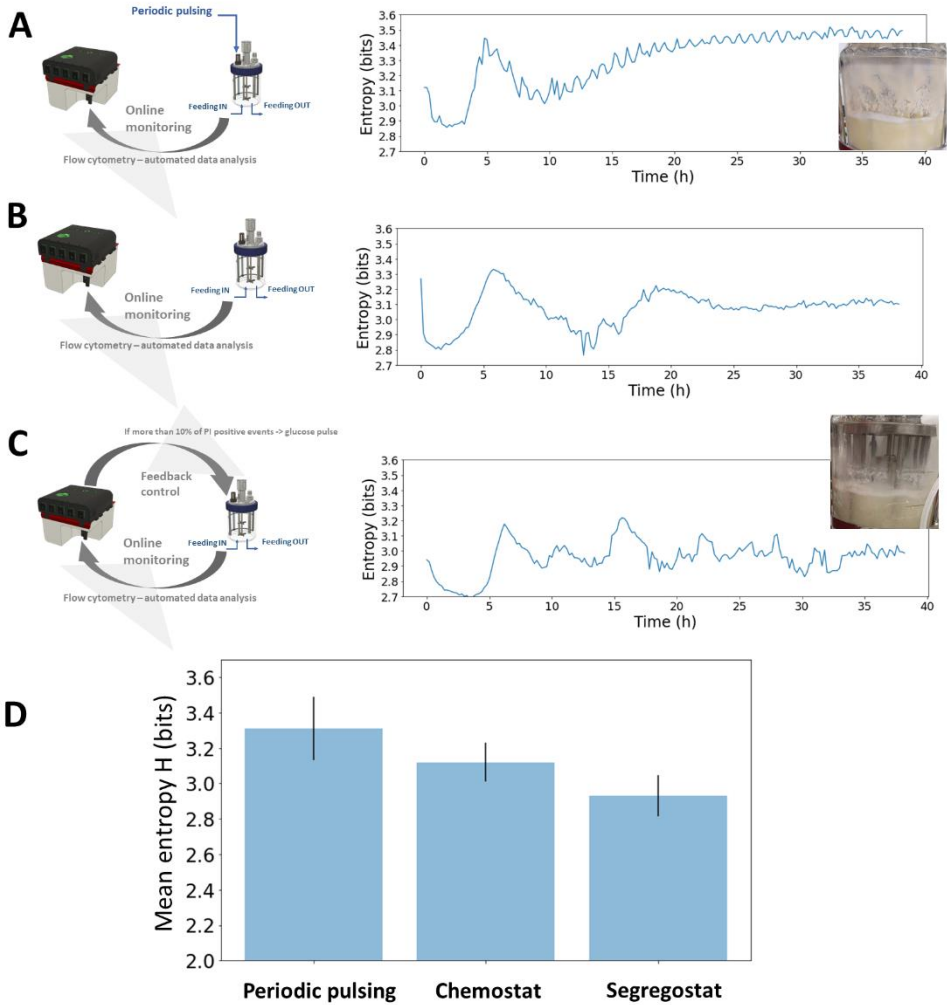 A
Periodic pulsing
Online
monitoring
Feeding IN
Feeding OUT
Flow cytometry – automated data analysis
Entropy (bits)
3.6
3.5
3.4
3.3
3.2
3.1
3.0
2.9
2.8
2.7
0 5 10 15 20 25 30 35 40
Time (h)
B
Online
monitoring
Feeding IN
Feeding OUT
Flow cytometry – automated data analysis
Entropy (bits)
3.6
3.5
3.4
3.3
3.2
3.1
3.0
2.9
2.8
2.7
0 5 10 15 20 25 30 35 40
Time (h)
C
If more than 10% of PI positive events -> glucose pulse
Feedback
control
Online
monitoring
Feeding IN
Feeding OUT
Flow cytometry – automated data analysis
Entropy (bits)
3.6
3.5
3.4
3.3
3.2
3.1
3.0
2.9
2.8
2.7
0 5 10 15 20 25 30 35 40
Time (h)
D
Mean entropy H (bits)
3.6
3.4
3.2
3.0
2.8
2.6
2.4
2.2
2.0
Periodic pulsing Chemostat Segregostat